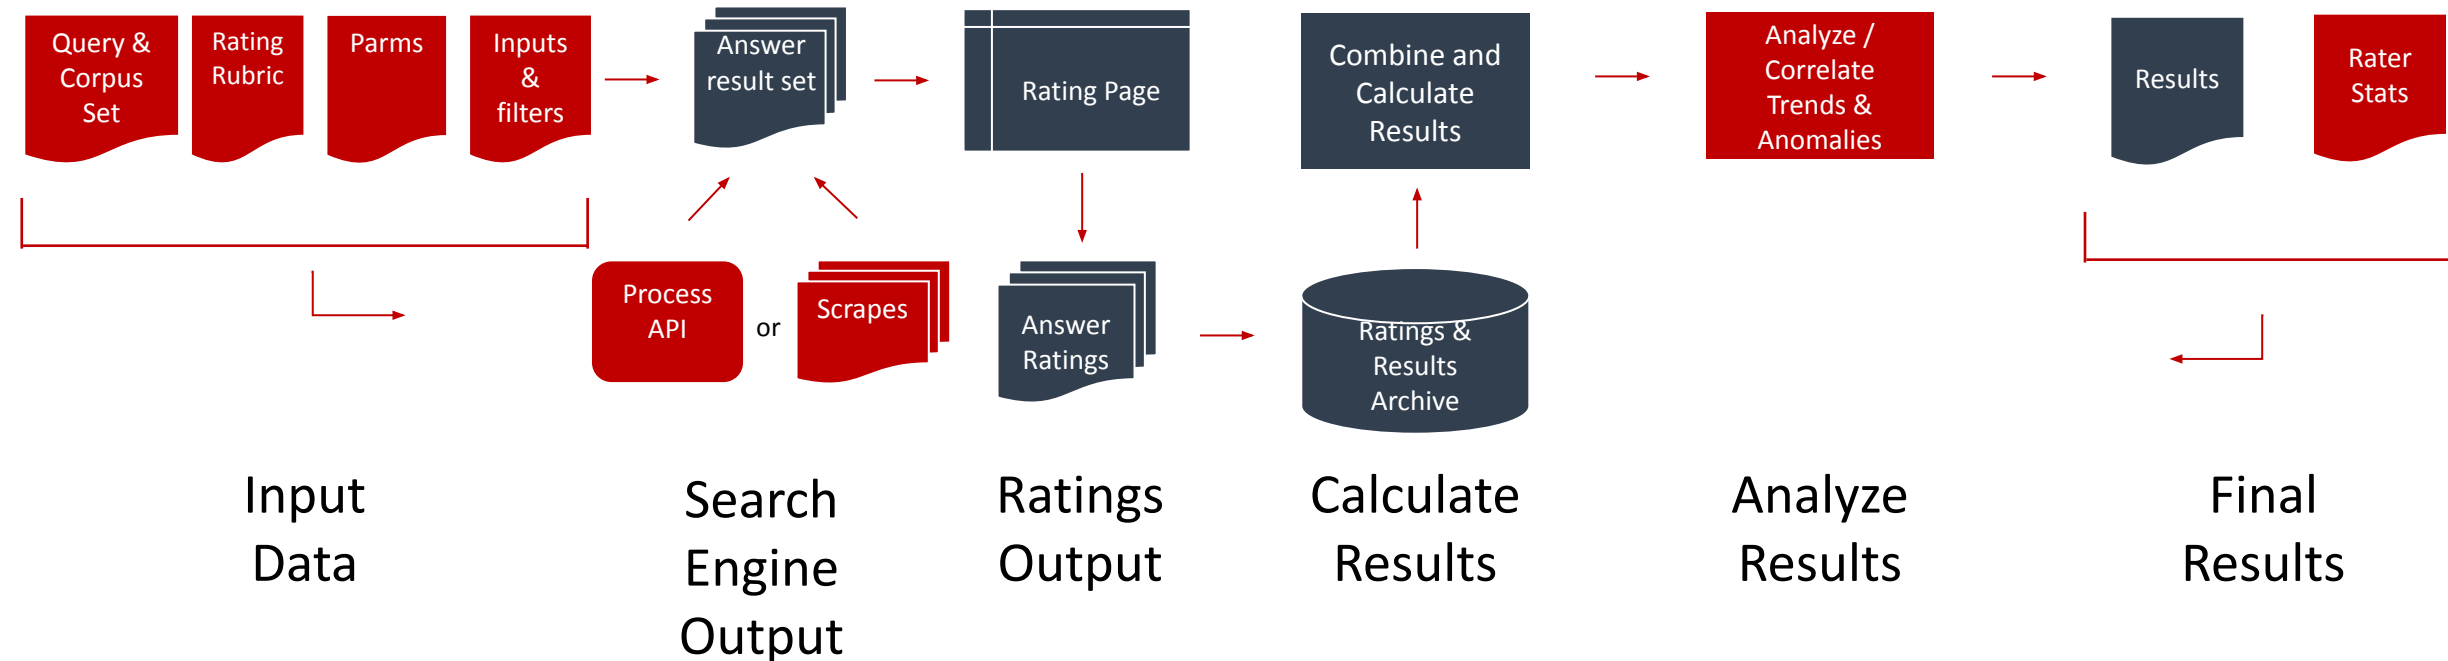 Query &
Corpus
Set
Rating
Rubric
Parms
Inputs
&
filters
Answer
result set
Rating Page
Combine and
Calculate
Results
Analyze /
Correlate
Trends &
Anomalies
Results
Rater
Stats
Process
API
or
Scrapes
Answer
Ratings
Ratings &
Results
Archive
Input
Data
Search
Engine
Output
Ratings
Output
Calculate
Results
Analyze
Results
Final
Results